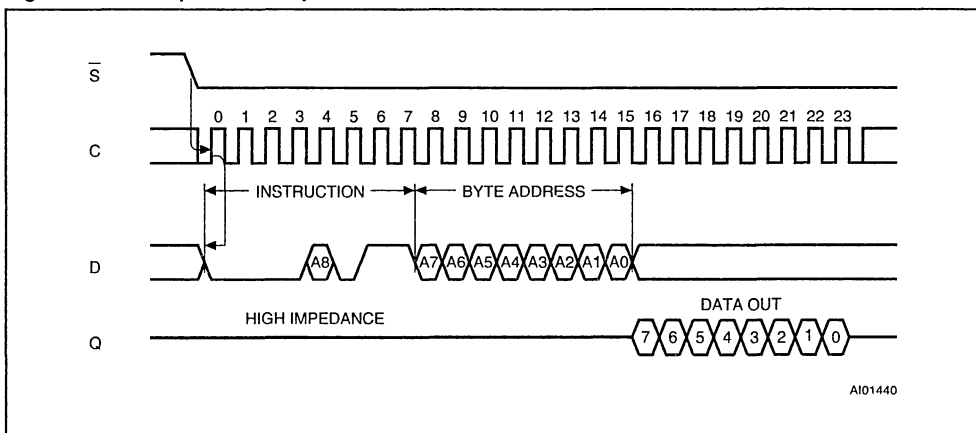 S
0 1 2 3 4 5 6 7 8 9 10 11 12 13 14 15 16 17 18 19 20 21 22 23
C
INSTRUCTION
BYTE ADDRESS
D
A8
A7 A6 A5 A4 A3 A2 A1 A0
HIGH IMPEDANCE
DATA OUT
Q
7 6 5 4 3 2 1 0
AI01440